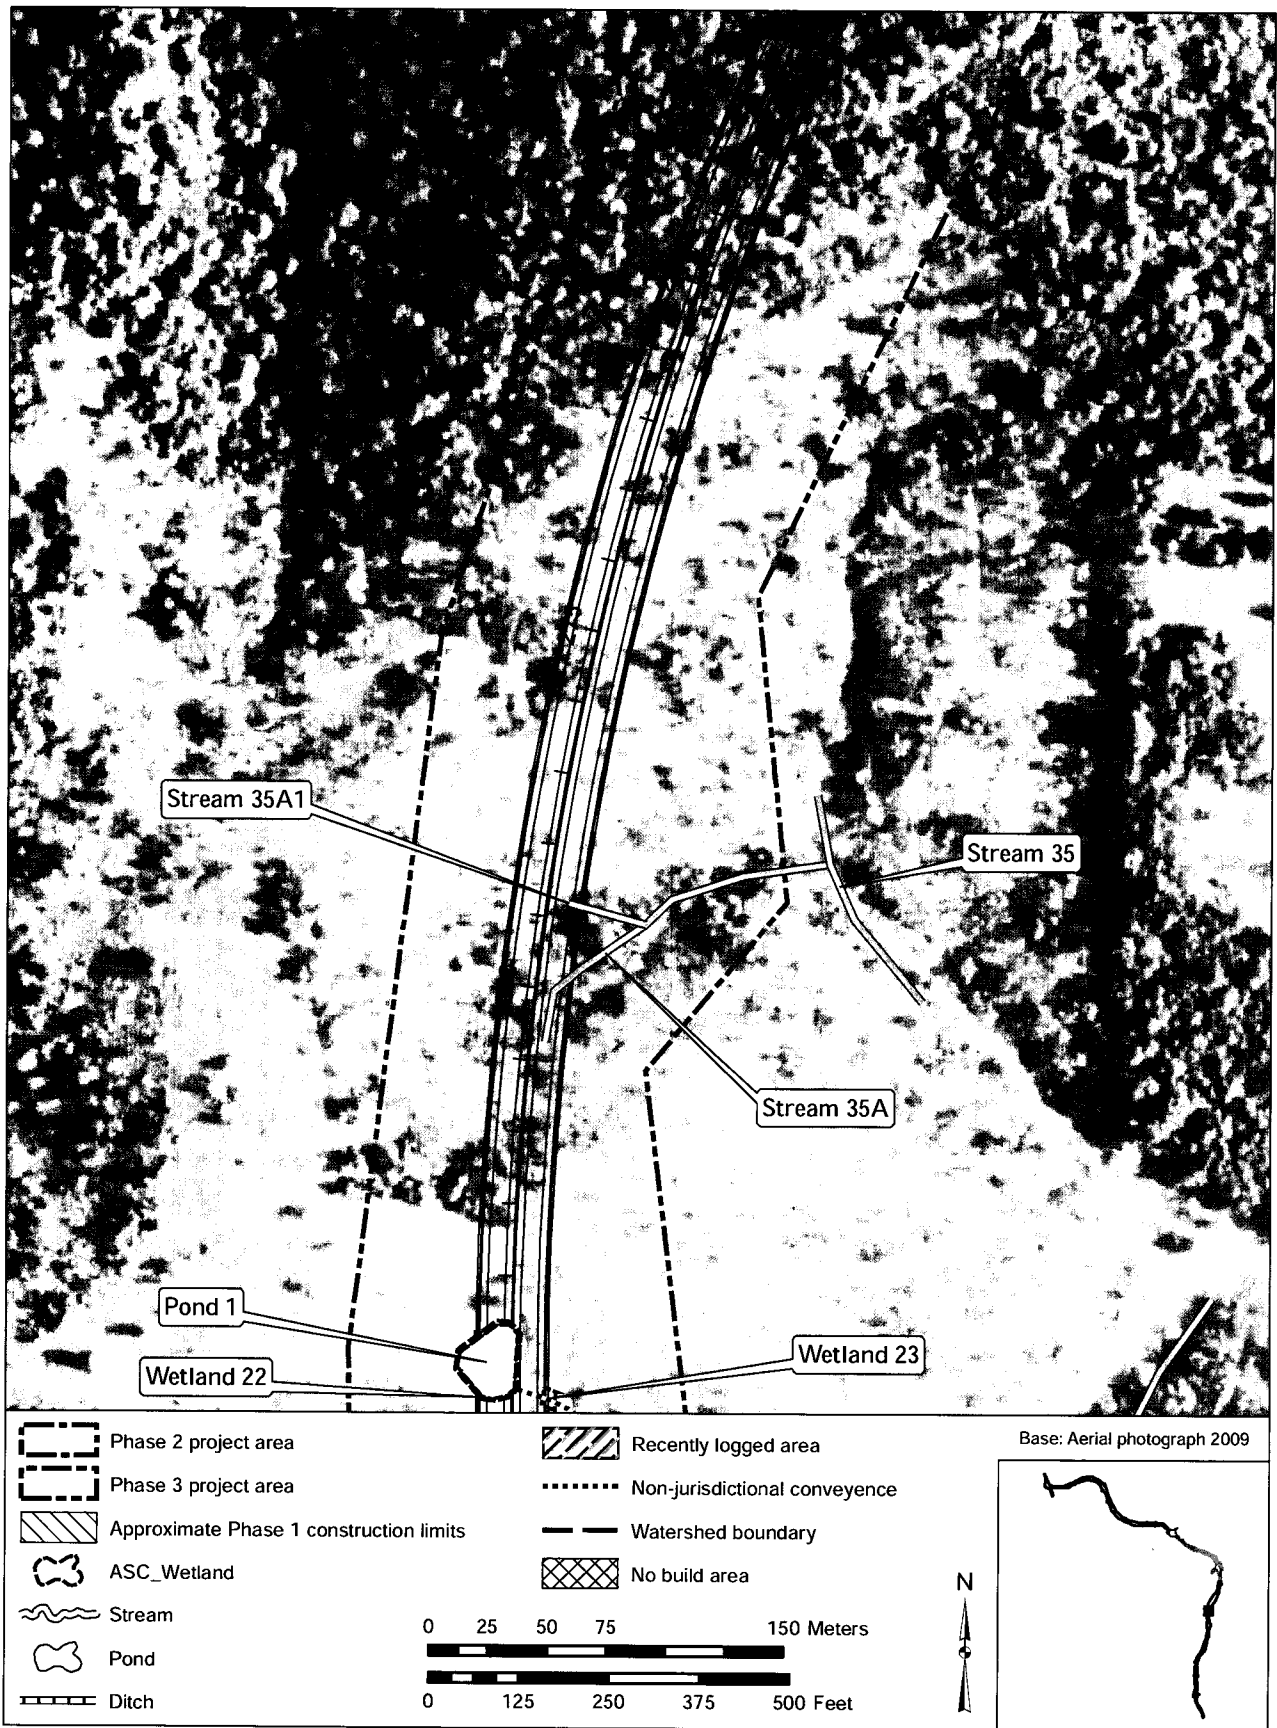 Stream 35A1
Stream 35
Stream 35A
Pond 1
Wetland 22
Wetland 23
Phase 2 project area
Phase 3 project area
Approximate Phase 1 construction limits
ASC_Wetland
Stream
Pond
Ditch
Recently logged area
Non-jurisdictional conveyence
Watershed boundary
No build area
0 25 50 75 150 Meters
0 125 250 375 500 Feet
N
Base: Aerial photograph 2009